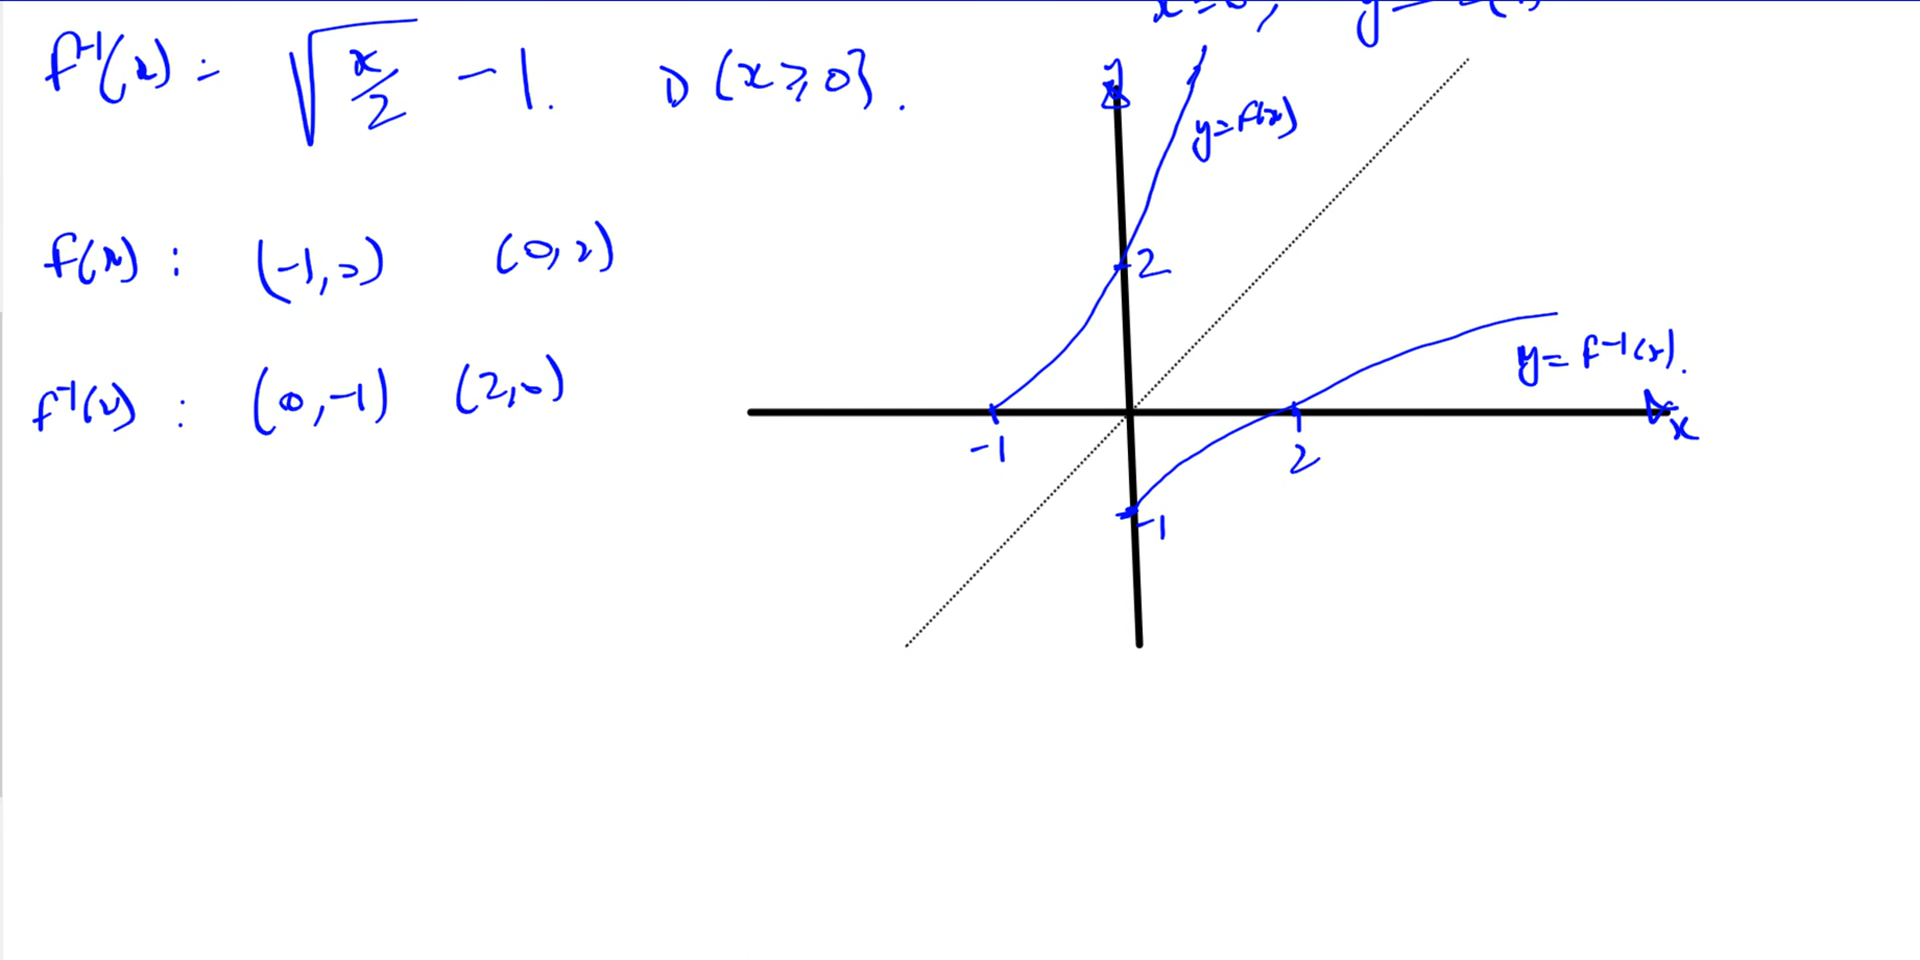 f⁻¹(x) = √(x/2) - 1. D {x ≥ 0}.
f(x) : (-1, 0) (0, 2)
f⁻¹(x) : (0, -1) (2, 0)
y
y = f(x)
2
y = f⁻¹(x).
x
-1
2
-1